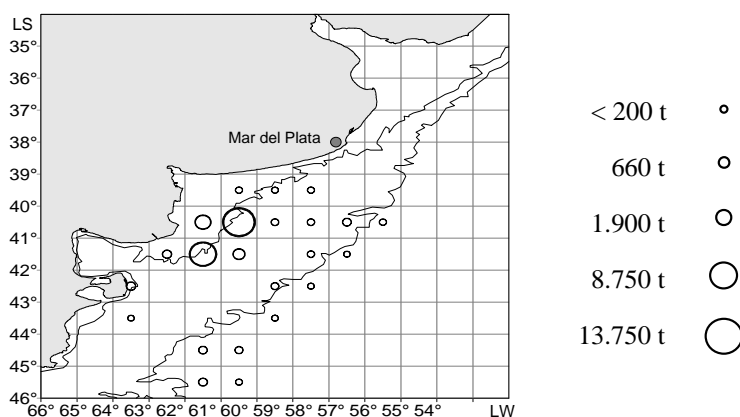 LS
35°
36°
37°
38°
39°
40°
41°
42°
43°
44°
45°
46°
Mar del Plata
66° 65° 64° 63° 62° 61° 60° 59° 58° 57° 56° 55° 54° LW
< 200 t
660 t
1.900 t
8.750 t
13.750 t